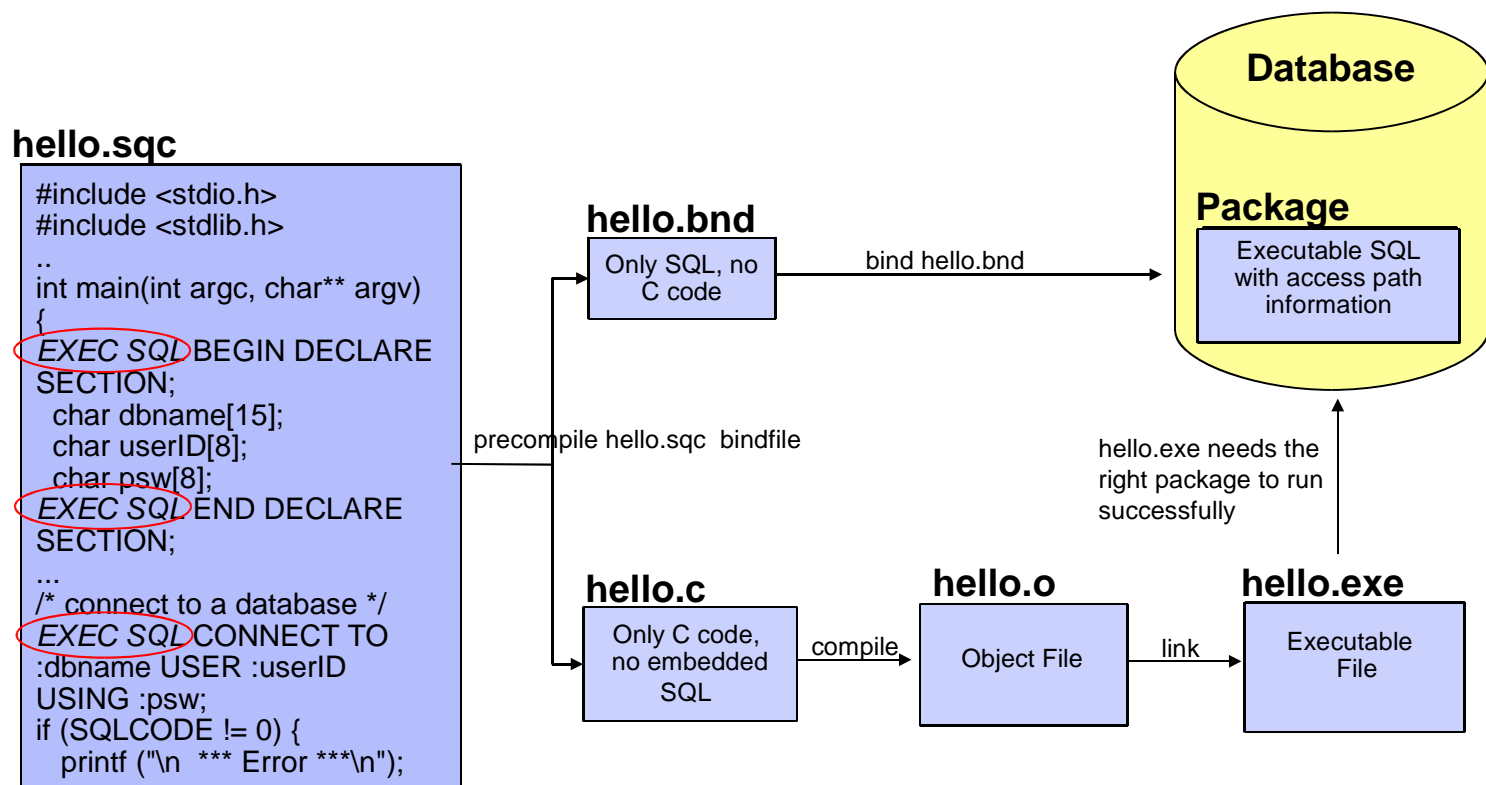 hello.sqc
#include <stdio.h>
#include <stdlib.h>
..
int main(int argc, char** argv)
{
EXEC SQL BEGIN DECLARE
SECTION;
char dbname[15];
char userID[8];
char psw[8];
EXEC SQL END DECLARE
SECTION;
...
/* connect to a database */
EXEC SQL CONNECT TO
:dbname USER :userID
USING :psw;
if (SQLCODE != 0) {
printf ("\n *** Error ***\n");
precompile hello.sqc bindfile
hello.bnd
Only SQL, no
C code
bind hello.bnd
Database
Package
Executable SQL
with access path
information
hello.c
Only C code,
no embedded
SQL
compile
hello.o
Object File
link
hello.exe
Executable
File
hello.exe needs the
right package to run
successfully